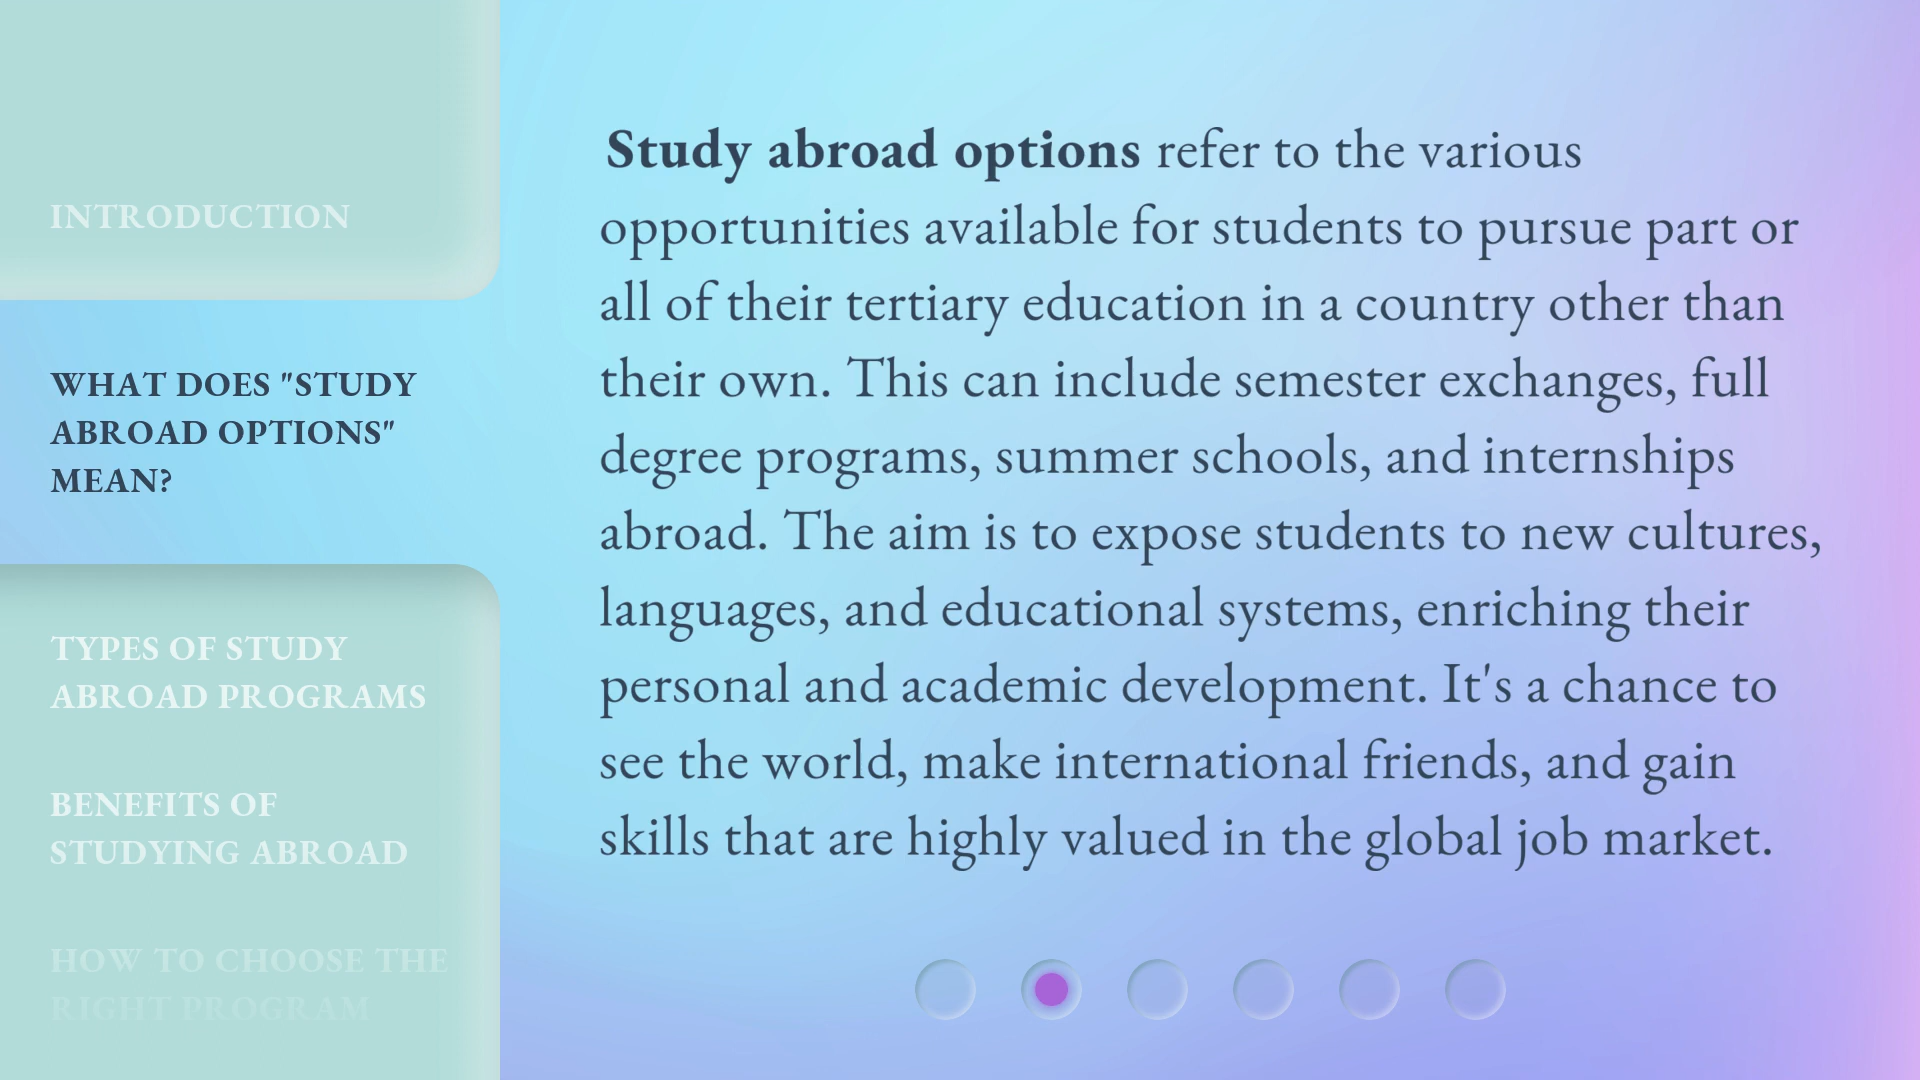 INTRODUCTION
WHAT DOES "STUDY
ABROAD OPTIONS"
MEAN?
TYPES OF STUDY
ABROAD PROGRAMS
BENEFITS OF
STUDYING ABROAD
HOW TO CHOOSE THE
RIGHT PROGRAM
Study abroad options refer to the various
opportunities available for students to pursue part or
all of their tertiary education in a country other than
their own. This can include semester exchanges, full
degree programs, summer schools, and internships
abroad. The aim is to expose students to new cultures,
languages, and educational systems, enriching their
personal and academic development. It's a chance to
see the world, make international friends, and gain
skills that are highly valued in the global job market.